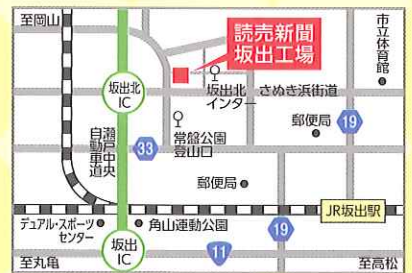 至岡山
読売新聞
坂出工場
市立体育館
坂出北
IC
坂出北
インター
さぬき浜街道
郵便局
19
常盤公園
登山口
瀬戸中央
自動車道
33
郵便局
JR坂出駅
デュアル・スポーツ
センター
角山運動公園
19
坂出
IC
11
至丸亀
至高松